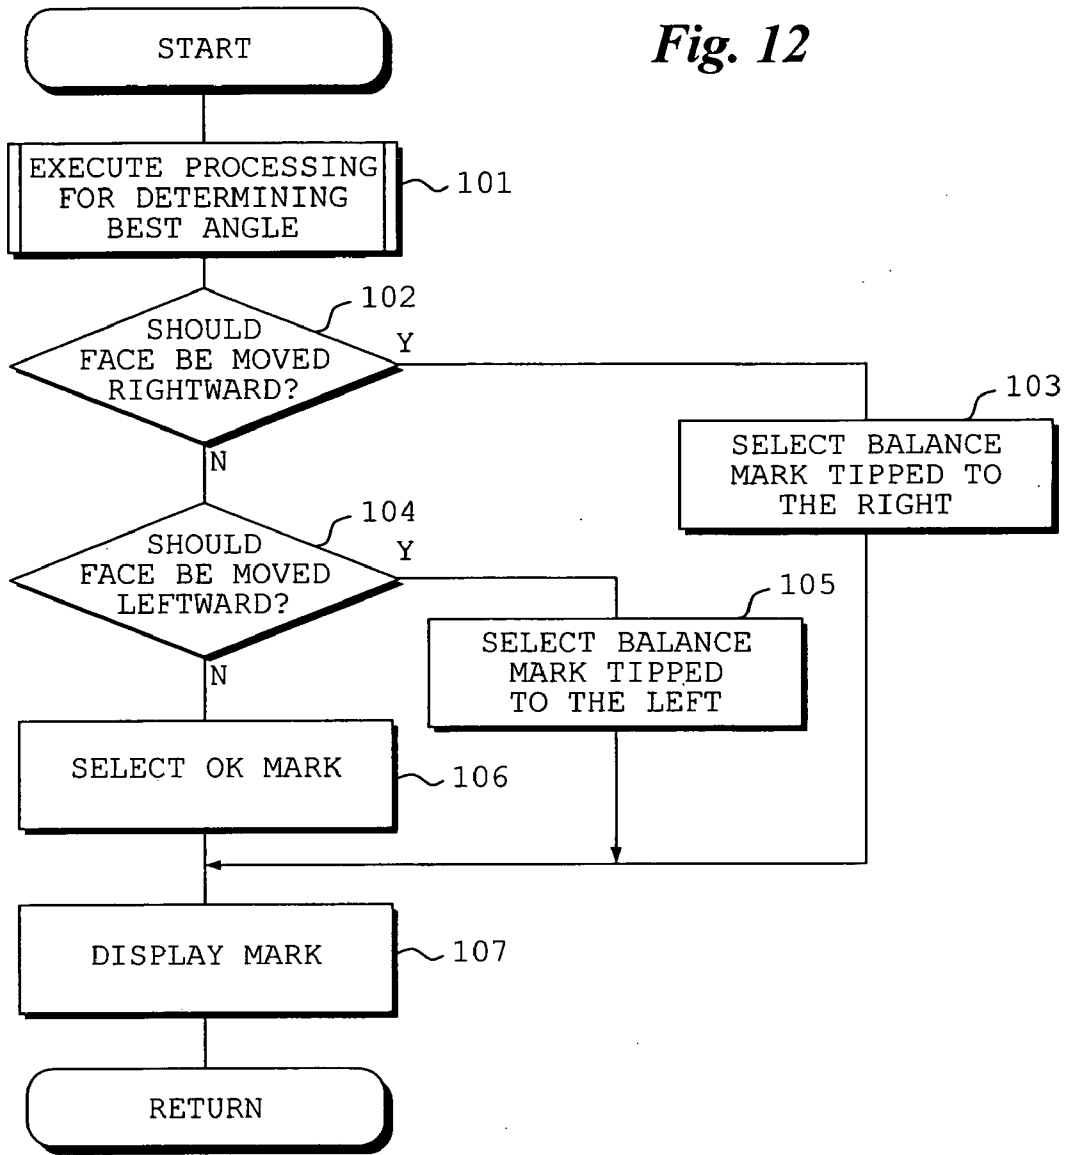 Fig. 12
START
EXECUTE PROCESSING
FOR DETERMINING
BEST ANGLE
101
102
SHOULD
FACE BE MOVED
RIGHTWARD?
Y
N
103
SELECT BALANCE
MARK TIPPED TO
THE RIGHT
104
SHOULD
FACE BE MOVED
LEFTWARD?
Y
N
105
SELECT BALANCE
MARK TIPPED
TO THE LEFT
SELECT OK MARK
106
DISPLAY MARK
107
RETURN